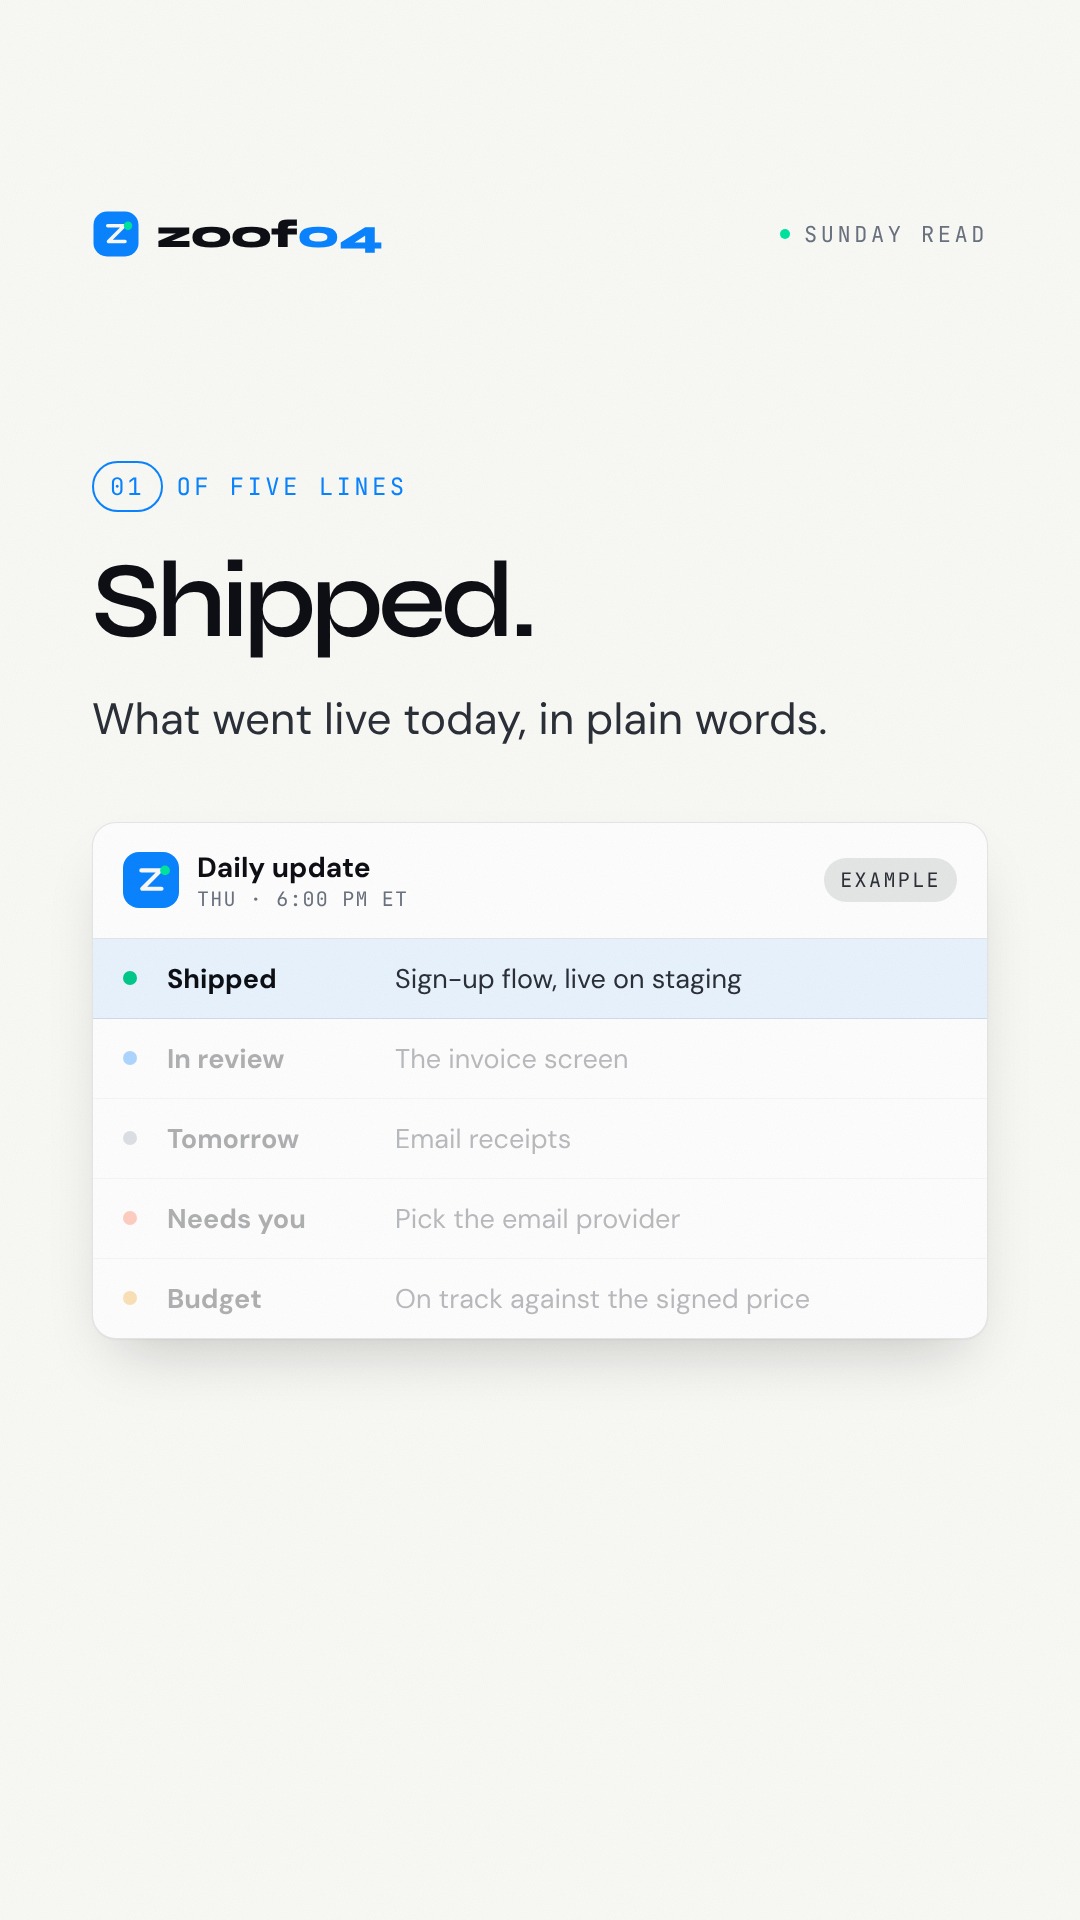 Z zoofo4
SUNDAY READ
01 OF FIVE LINES
Shipped.
What went live today, in plain words.
Z Daily update
THU · 6:00 PM ET
EXAMPLE
Shipped Sign-up flow, live on staging
In review The invoice screen
Tomorrow Email receipts
Needs you Pick the email provider
Budget On track against the signed price